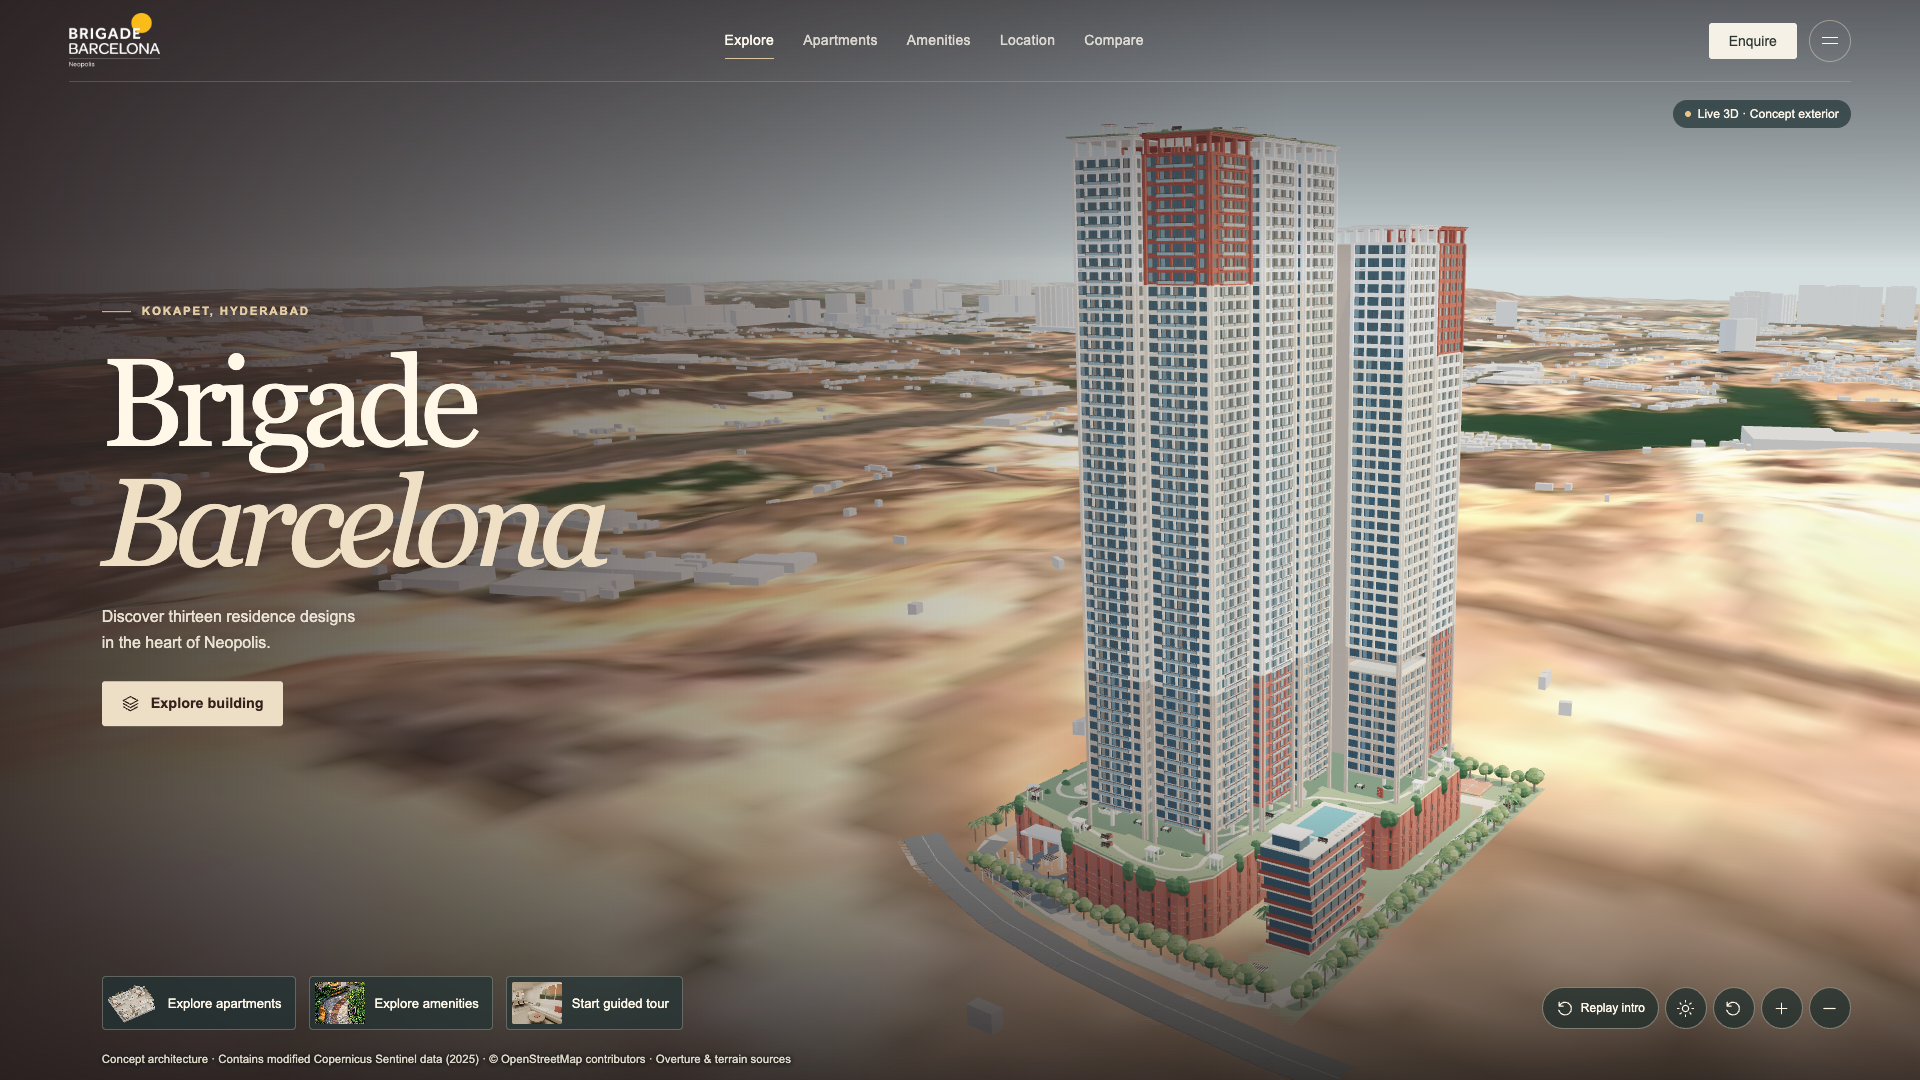 BRIGADE
BARCELONA
Neopolis
Explore
Apartments
Amenities
Location
Compare
Enquire
Live 3D · Concept exterior
KOKAPET, HYDERABAD
Brigade
Barcelona
Discover thirteen residence designs
in the heart of Neopolis.
Explore building
Explore apartments
Explore amenities
Start guided tour
Replay intro
Concept architecture · Contains modified Copernicus Sentinel data (2025) · © OpenStreetMap contributors · Overture & terrain sources